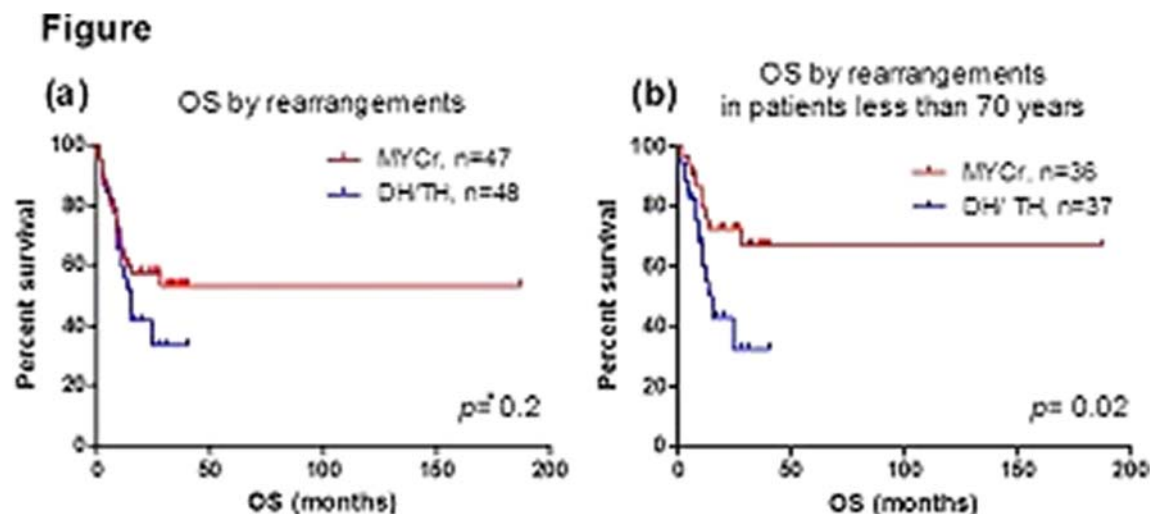 Figure
(a)
OS by rearrangements
100
80
60
40
20
0
Percent survival
MYCr, n=47
DH/TH, n=48
p= 0.2
0 50 100 150 200
OS (months)
(b)
OS by rearrangements
in patients less than 70 years
100
80
60
40
20
0
Percent survival
MYCr, n=36
DH/ TH, n=37
p= 0.02
0 50 100 150 200
OS (months)